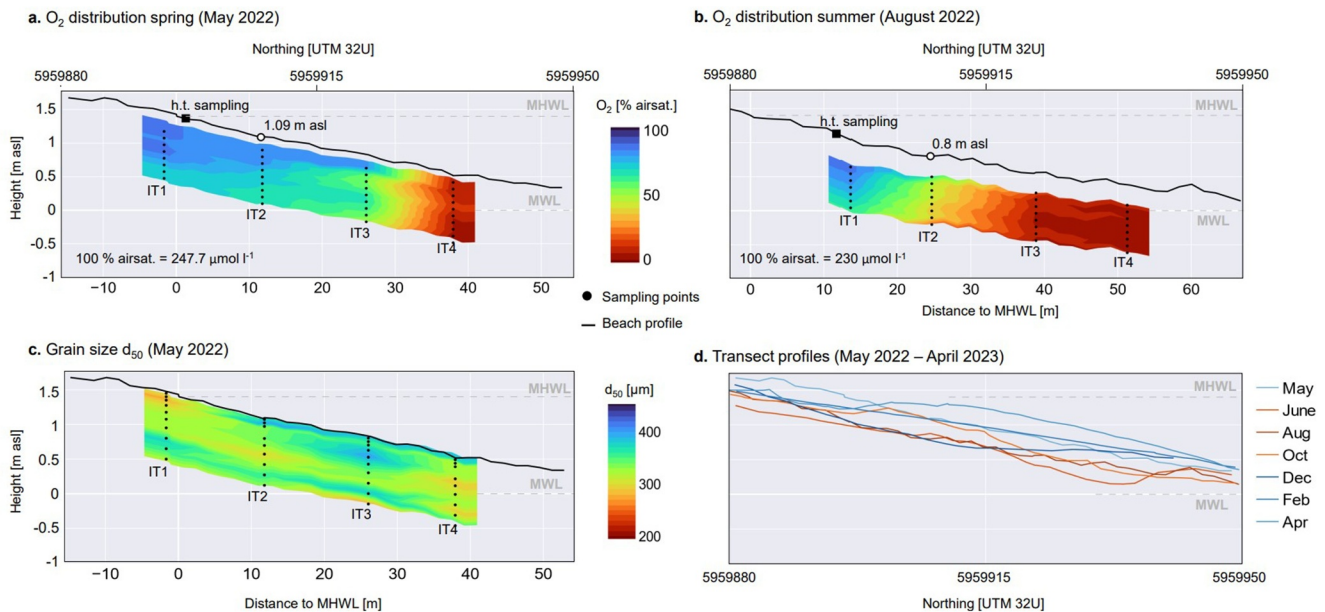 a. O2 distribution spring (May 2022)
Northing [UTM 32U]
5959880 5959915 5959950
MHWL
h.t. sampling
1.09 m asl
Height [m asl]
1.5
1
0.5
0
−0.5
-1
IT1
IT2
IT3
IT4
MWL
100 % airsat. = 247.7 µmol l-1
−10 0 10 20 30 40 50
O2 [% airsat.]
100
50
0
Sampling points
Beach profile
b. O2 distribution summer (August 2022)
Northing [UTM 32U]
5959880 5959915 5959950
MHWL
h.t. sampling
0.8 m asl
IT1
IT2
IT3
IT4
MWL
100 % airsat. = 230 µmol l-1
0 10 20 30 40 50 60
Distance to MHWL [m]
c. Grain size d50 (May 2022)
MHWL
Height [m asl]
1.5
1
0.5
0
−0.5
-1
IT1
IT2
IT3
IT4
MWL
−10 0 10 20 30 40 50
Distance to MHWL [m]
d50 [µm]
400
300
200
d. Transect profiles (May 2022 – April 2023)
MHWL
MWL
May
June
Aug
Oct
Dec
Feb
Apr
5959880 5959915 5959950
Northing [UTM 32U]